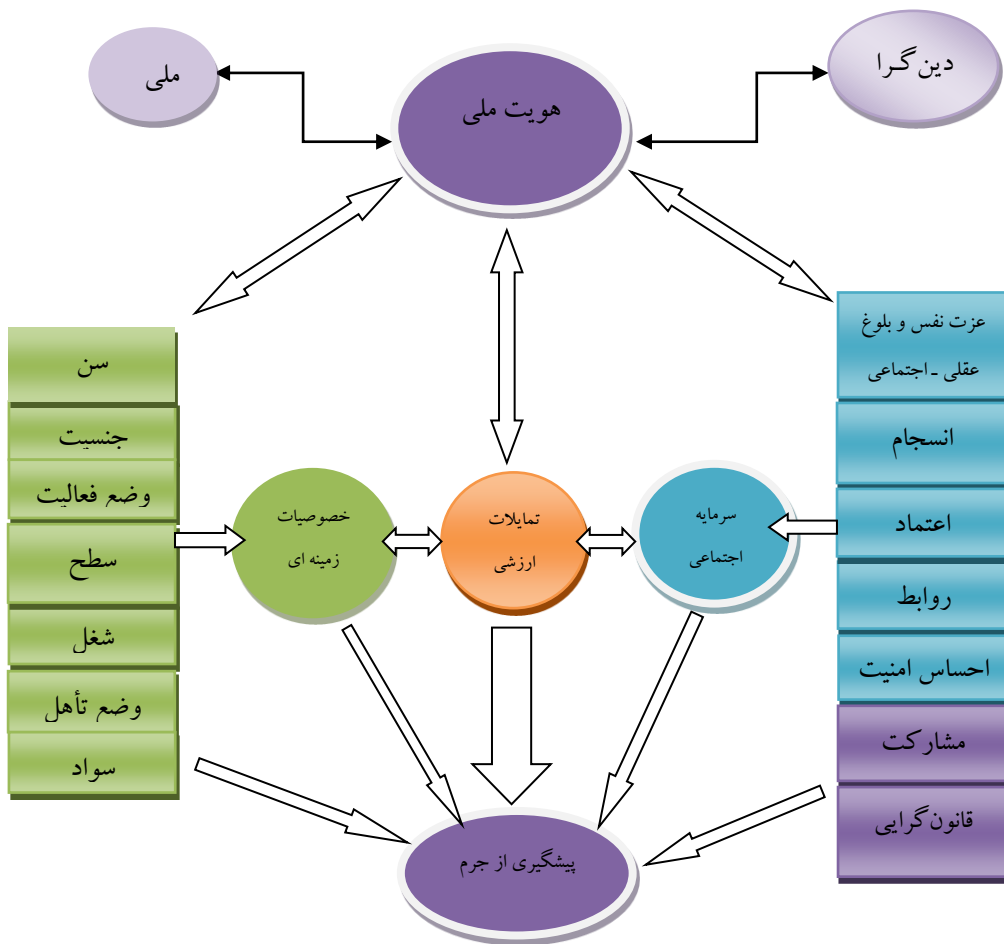 دین‌گرا
ملی
هویت ملی
عزت نفس و بلوغ
عقلی ـ اجتماعی
انسجام
اعتماد
روابط
احساس امنیت
مشارکت
قانون‌گرایی
سرمایه
اجتماعی
تمایلات
ارزشی
خصوصیات
زمینه ای
سن
جنسیت
وضع فعالیت
سطح
شغل
وضع تأهل
سواد
پیشگیری از جرم